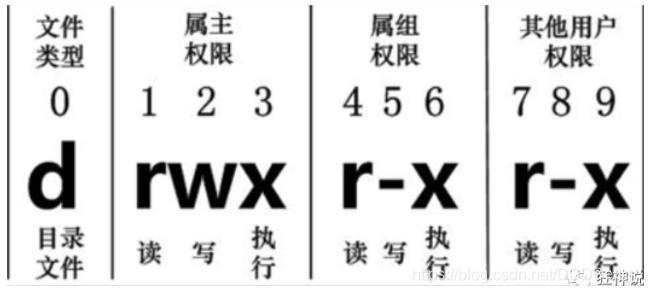 文件
类型
属主
权限
属组
权限
其他用户
权限
0
1 2 3
4 5 6
7 8 9
d
rwx
r-x
r-x
目录
文件
读 写 执行
读 写 执行
读 写 执行
https://blog.csdn.net/
狂神说